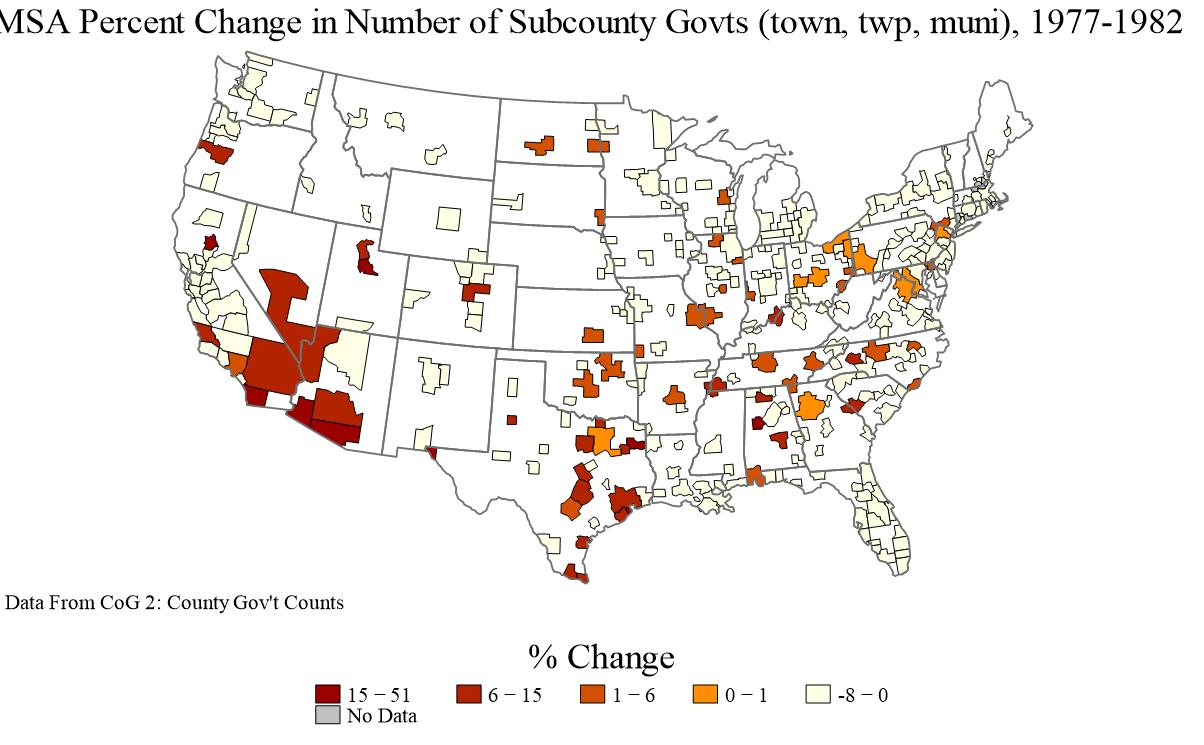 MSA Percent Change in Number of Subcounty Govts (town, twp, muni), 1977-1982
Data From CoG 2: County Gov't Counts
% Change
15 − 51
6 − 15
1 − 6
0 − 1
-8 − 0
No Data